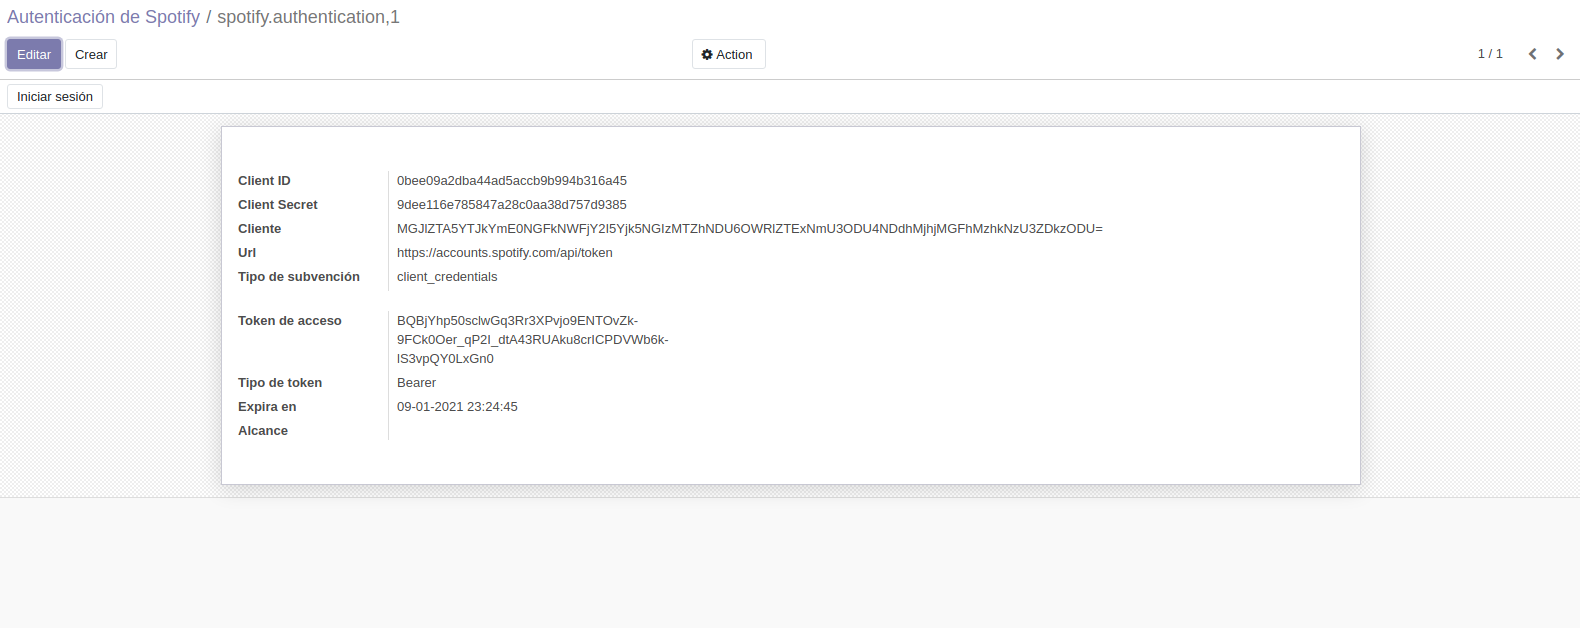 Autenticación de Spotify / spotify.authentication,1
Editar Crear Action 1 / 1
Iniciar sesión
Client ID 0bee09a2dba44ad5accb9b994b316a45
Client Secret 9dee116e785847a28c0aa38d757d9385
Cliente MGJlZTA5YTJkYmE0NGFkNWFjY2I5Yjk5NGIzMTZhNDU6OWRlZTExNmU3ODU4NDdhMjhjMGFhMzhkNzU3ZDkzODU=
Url https://accounts.spotify.com/api/token
Tipo de subvención client_credentials
Token de acceso BQBjYhp50sclwGq3Rr3XPvjo9ENTOvZk-
9FCk0Oer_qP2I_dtA43RUAku8crICPDVWb6k-
lS3vpQY0LxGn0
Tipo de token Bearer
Expira en 09-01-2021 23:24:45
Alcance